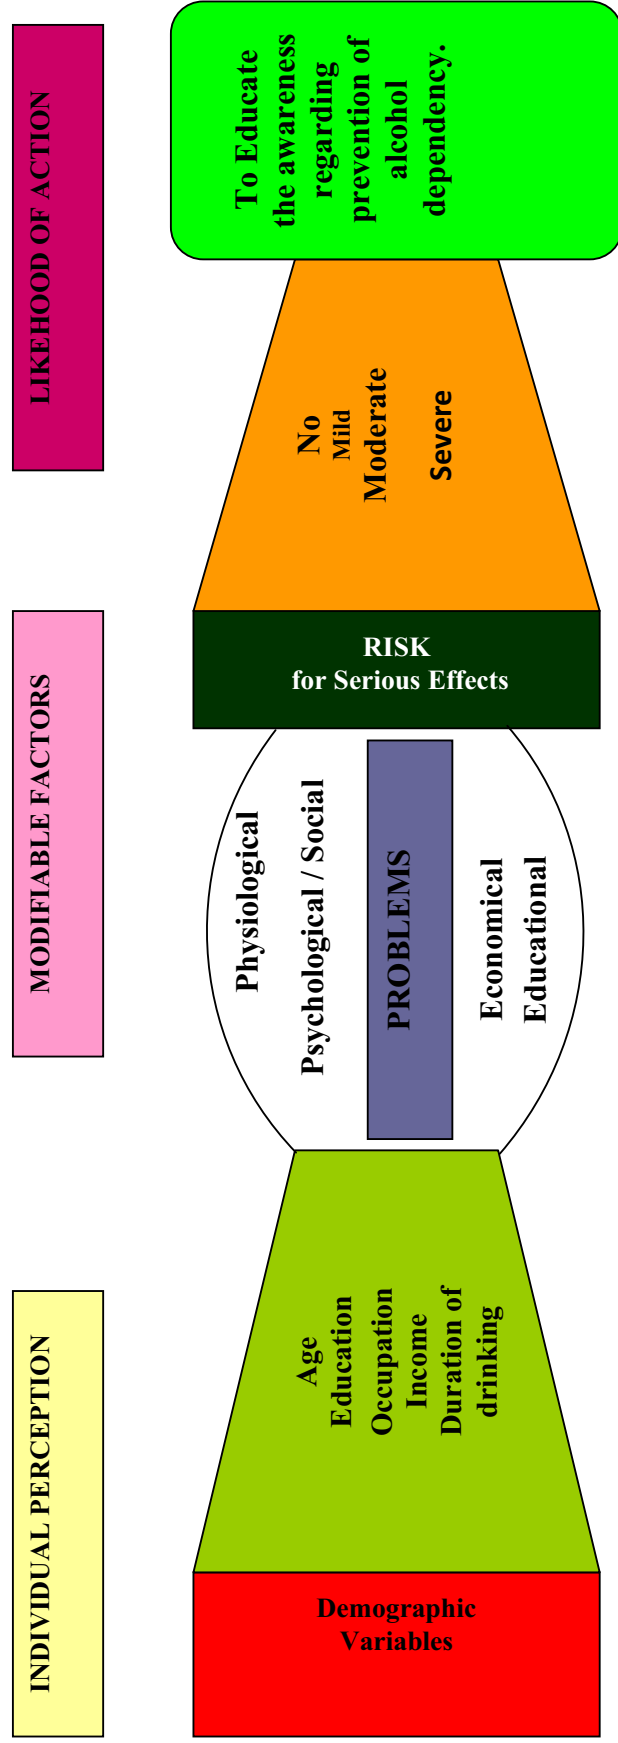 INDIVIDUAL PERCEPTION
MODIFIABLE FACTORS
LIKEHOOD OF ACTION
Demographic
Variables
Age
Education
Occupation
Income
Duration of
drinking
Physiological
Psychological / Social
PROBLEMS
Economical
Educational
RISK
for Serious Effects
No
Mild
Moderate
Severe
To Educate
the awareness
regarding
prevention of
alcohol
dependency.